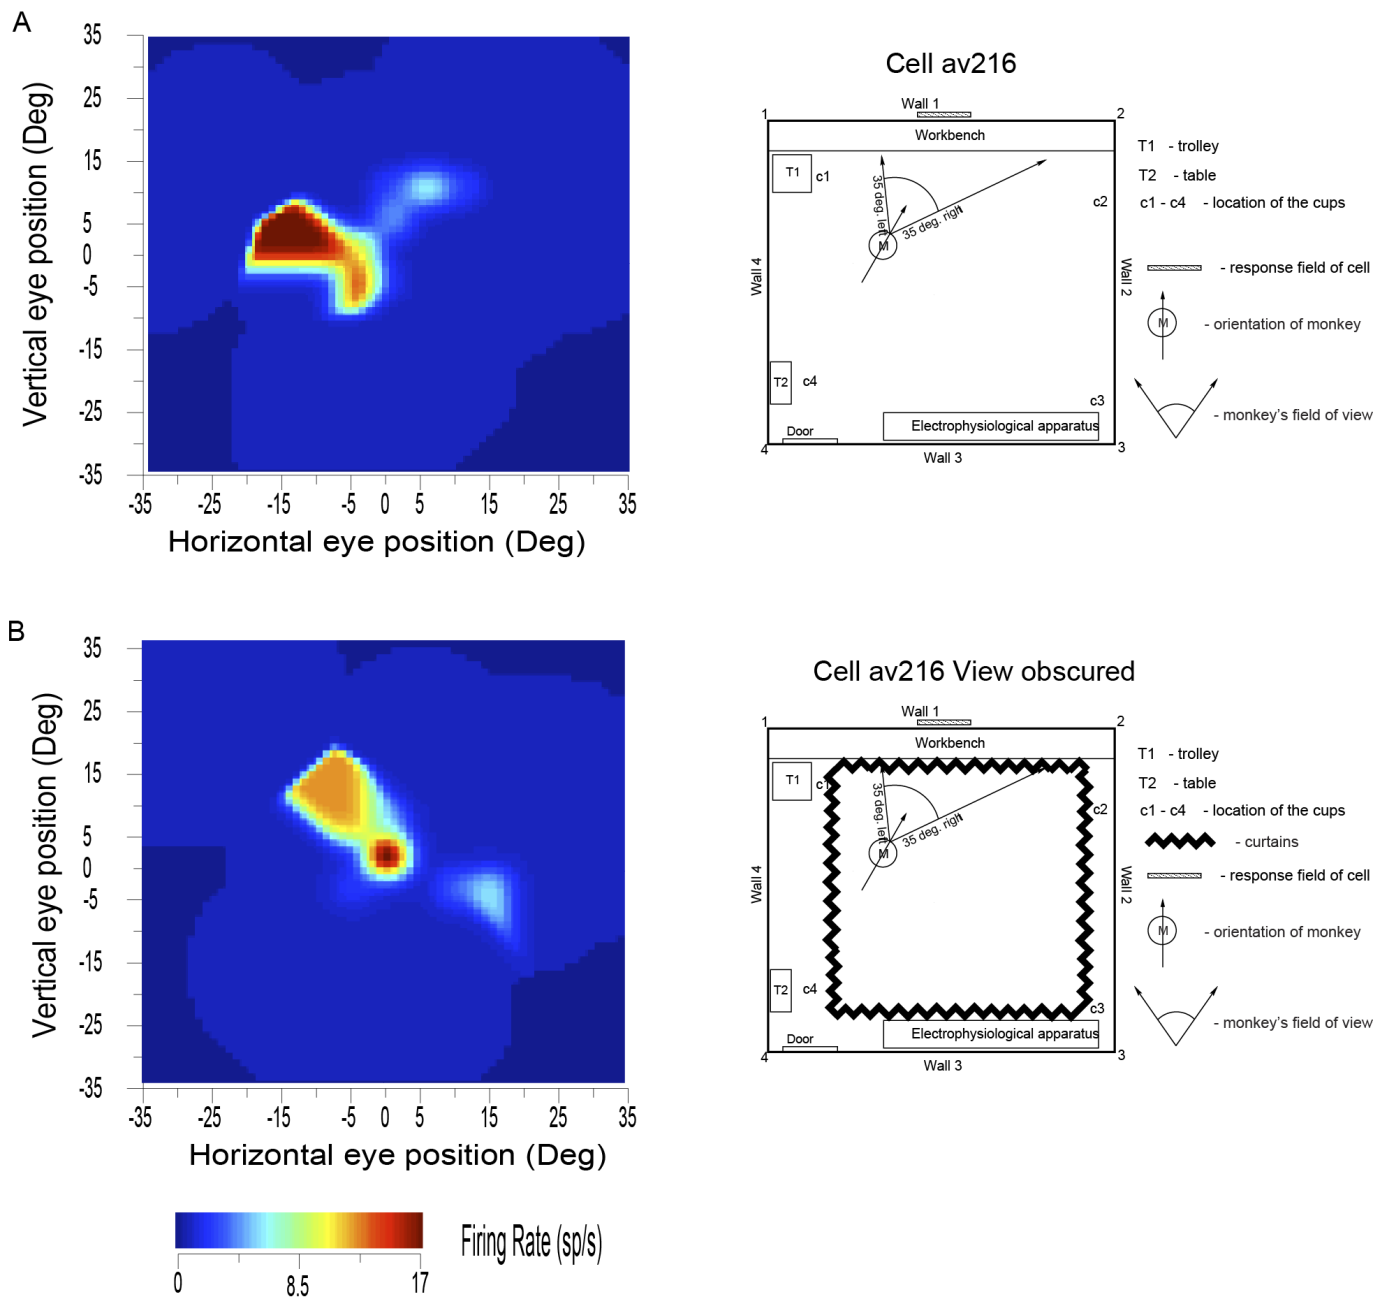 A
35
25
15
5
0
-5
-15
-25
-35
Vertical eye position (Deg)
-35 -25 -15 -5 0 5 15 25 35
Horizontal eye position (Deg)
Cell av216
Wall 1
1
2
Workbench
T1
c1
c2
35 deg. left
35 deg. right
M
Wall 4
Wall 2
T2
c4
c3
Door
Electrophysiological apparatus
4
3
Wall 3
T1 - trolley
T2 - table
c1 - c4 - location of the cups
- response field of cell
M - orientation of monkey
- monkey's field of view
B
35
25
15
5
0
-5
-15
-25
-35
Vertical eye position (Deg)
-35 -25 -15 -5 0 5 15 25 35
Horizontal eye position (Deg)
Cell av216 View obscured
Wall 1
1
2
Workbench
T1
c1
c2
35 deg. left
35 deg. right
M
Wall 4
Wall 2
T2
c4
c3
Door
Electrophysiological apparatus
4
3
Wall 3
T1 - trolley
T2 - table
c1 - c4 - location of the cups
- curtains
- response field of cell
M - orientation of monkey
- monkey's field of view
0 8.5 17
Firing Rate (sp/s)